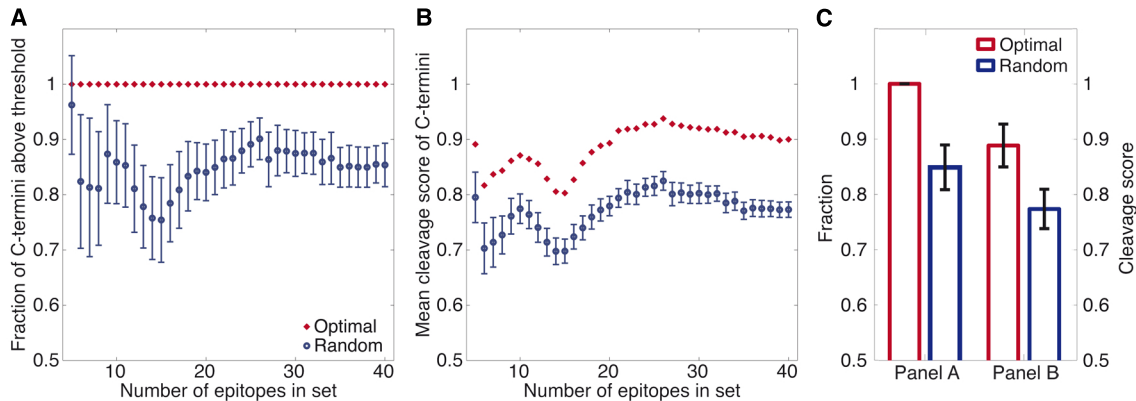 A
Fraction of C-termini above threshold
1
0.9
0.8
0.7
0.6
0.5
10
20
30
40
Number of epitopes in set
Optimal
Random
B
Mean cleavage score of C-termini
1
0.9
0.8
0.7
0.6
0.5
10
20
30
40
Number of epitopes in set
C
Optimal
Random
Fraction
1
0.9
0.8
0.7
0.6
0.5
Panel A
Panel B
1
0.9
0.8
0.7
0.6
0.5
Cleavage score